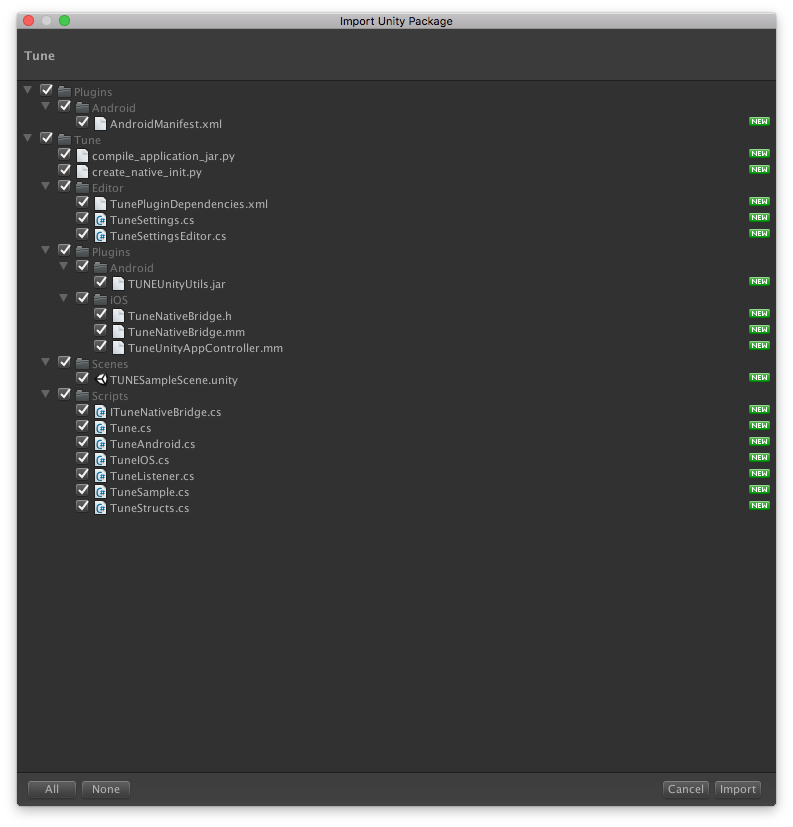 Import Unity Package
Tune
Plugins
Android
AndroidManifest.xml NEW
Tune
compile_application_jar.py NEW
create_native_init.py NEW
Editor
TunePluginDependencies.xml NEW
TuneSettings.cs NEW
TuneSettingsEditor.cs NEW
Plugins
Android
TUNEUnityUtils.jar NEW
iOS
TuneNativeBridge.h NEW
TuneNativeBridge.mm NEW
TuneUnityAppController.mm NEW
Scenes
TUNESampleScene.unity NEW
Scripts
ITuneNativeBridge.cs NEW
Tune.cs NEW
TuneAndroid.cs NEW
TuneIOS.cs NEW
TuneListener.cs NEW
TuneSample.cs NEW
TuneStructs.cs NEW
All None Cancel Import